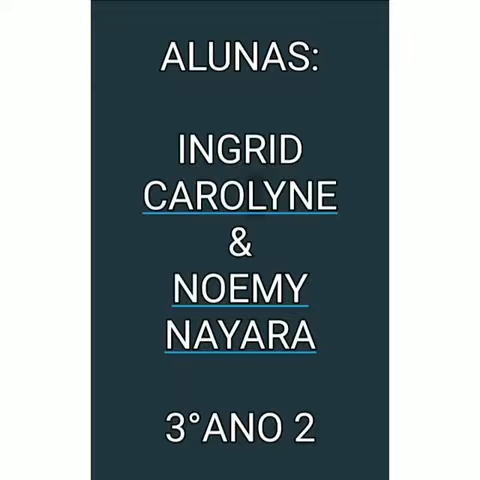 ALUNAS:
INGRID
CAROLYNE
&
NOEMY
NAYARA
3°ANO 2